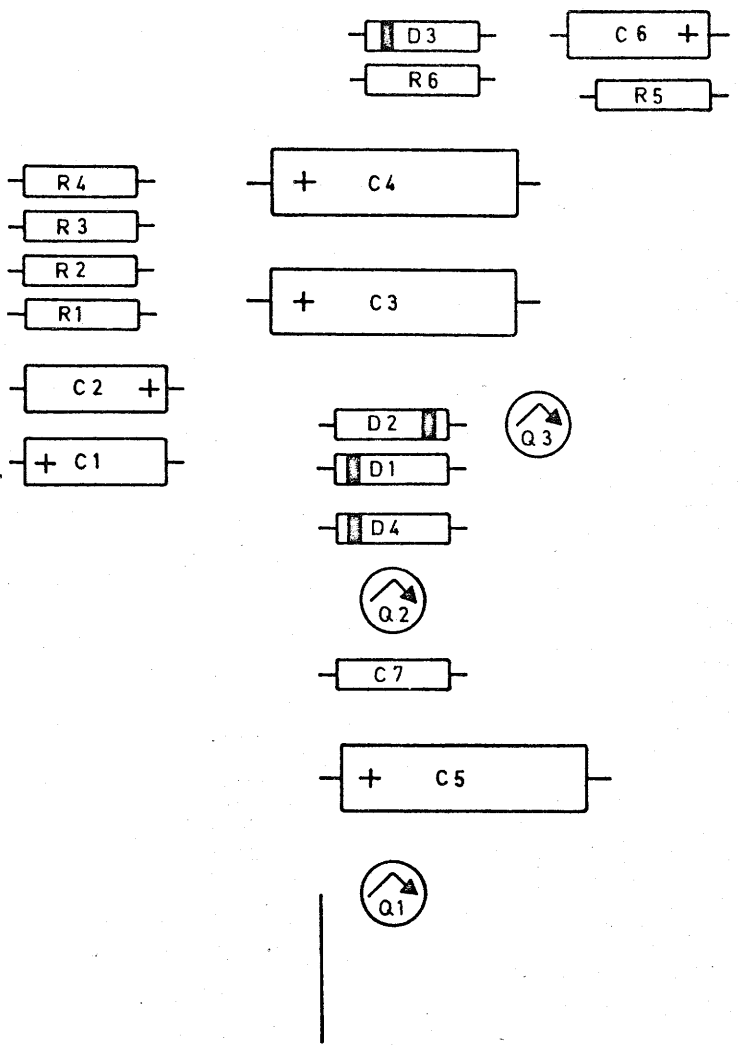 D3
C6 +
R6
R5
R4
+ C4
R3
R2
+ C3
R1
C2 +
D2
Q3
+ C1
D1
D4
Q2
C7
+ C5
Q1